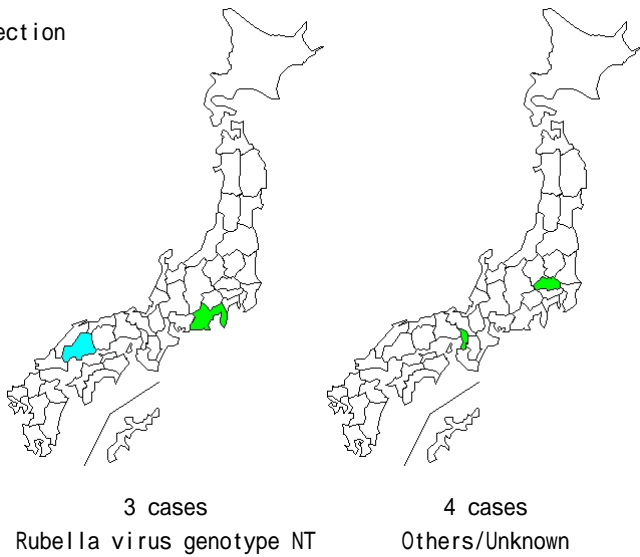 ection
3 cases
4 cases
Rubella virus genotype NT
Others/Unknown